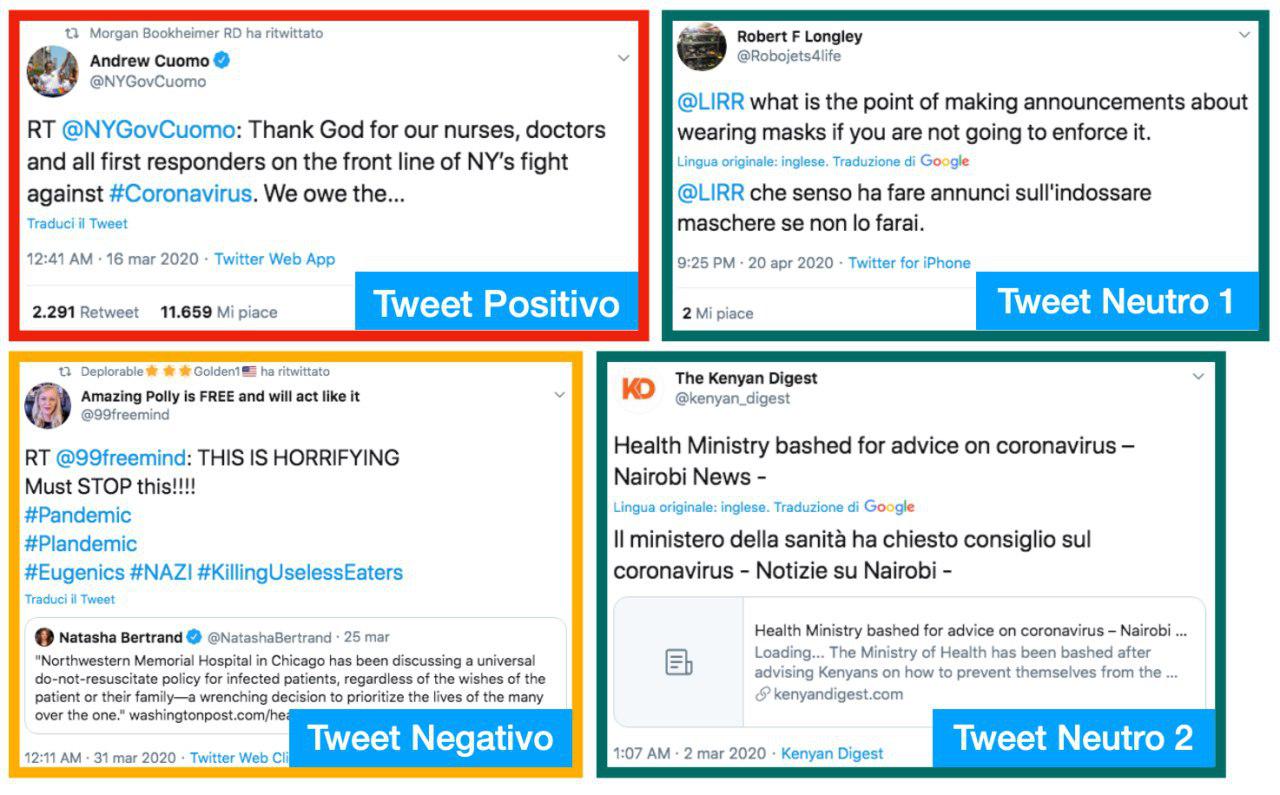 Morgan Bookheimer RD ha ritwittato
Andrew Cuomo
@NYGovCuomo
RT @NYGovCuomo: Thank God for our nurses, doctors
and all first responders on the front line of NY’s fight
against #Coronavirus. We owe the...
Traduci il Tweet
12:41 AM · 16 mar 2020 · Twitter Web App
2.291 Retweet 11.659 Mi piace
Tweet Positivo
Robert F Longley
@Robojets4life
@LIRR what is the point of making announcements about
wearing masks if you are not going to enforce it.
Lingua originale: inglese. Traduzione di Google
@LIRR che senso ha fare annunci sull'indossare
maschere se non lo farai.
9:25 PM · 20 apr 2020 · Twitter for iPhone
2 Mi piace
Tweet Neutro 1
Deplorable⭐⭐⭐Golden1🇺🇸 ha ritwittato
Amazing Polly is FREE and will act like it
@99freemind
RT @99freemind: THIS IS HORRIFYING
Must STOP this!!!!
#Pandemic
#Plandemic
#Eugenics #NAZI #KillingUselessEaters
Traduci il Tweet
Natasha Bertrand @NatashaBertrand · 25 mar
"Northwestern Memorial Hospital in Chicago has been discussing a universal
do-not-resuscitate policy for infected patients, regardless of the wishes of the
patient or their family—a wrenching decision to prioritize the lives of the many
over the one." washingtonpost.com/hea
12:11 AM · 31 mar 2020 · Twitter Web Cli
Tweet Negativo
KD
The Kenyan Digest
@kenyan_digest
Health Ministry bashed for advice on coronavirus –
Nairobi News -
Lingua originale: inglese. Traduzione di Google
Il ministero della sanità ha chiesto consiglio sul
coronavirus - Notizie su Nairobi -
Health Ministry bashed for advice on coronavirus – Nairobi ...
Loading... The Ministry of Health has been bashed after
advising Kenyans on how to prevent themselves from the ...
kenyandigest.com
1:07 AM · 2 mar 2020 · Kenyan Digest
Tweet Neutro 2